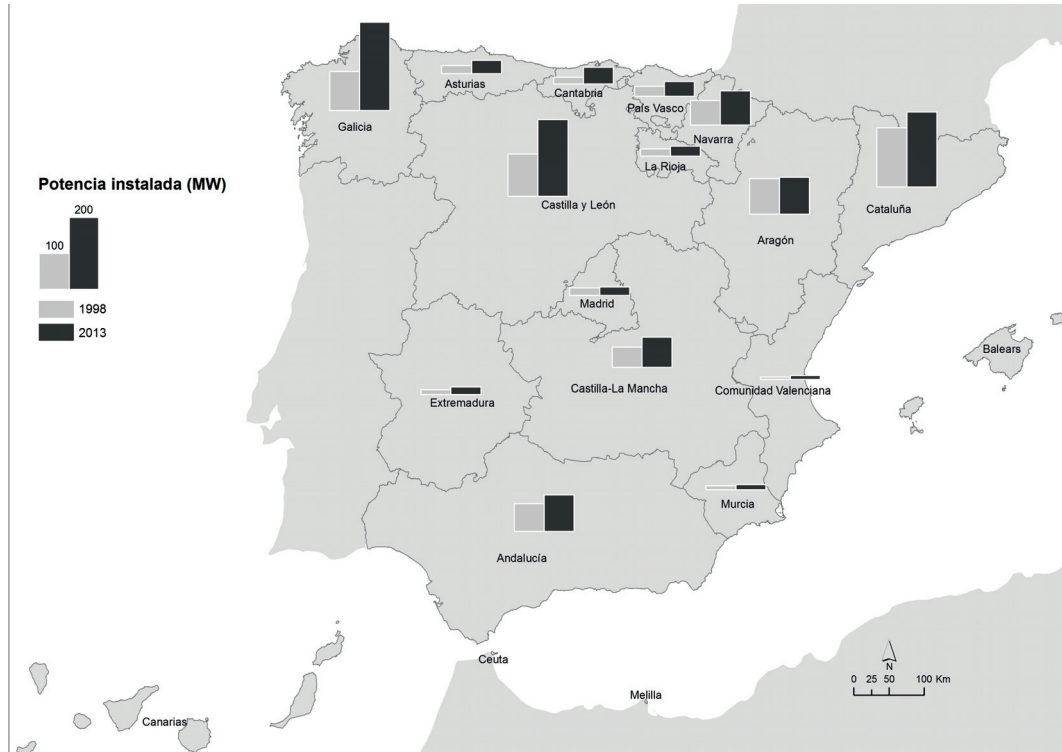 Galicia
Asturias
Cantabria
País Vasco
Navarra
La Rioja
Castilla y León
Aragón
Cataluña
Potencia instalada (MW)
200
100
1998
2013
Madrid
Castilla-La Mancha
Extremadura
Comunidad Valenciana
Balears
Murcia
Andalucía
Ceuta
Melilla
Canarias
N
0 25 50 100 Km